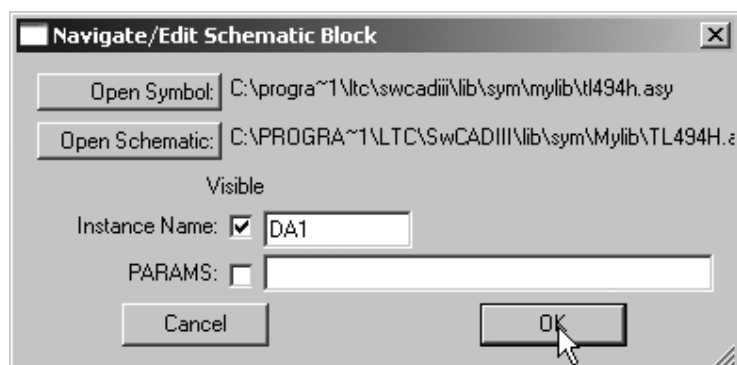 Navigate/Edit Schematic Block
Open Symbol: C:\progra~1\ltc\swcadiii\lib\sym\mylib\tl494h.asy
Open Schematic: C:\PROGRA~1\LTC\SwCADIII\lib\sym\Mylib\TL494H.a
Visible
Instance Name: DA1
PARAMS:
Cancel OK